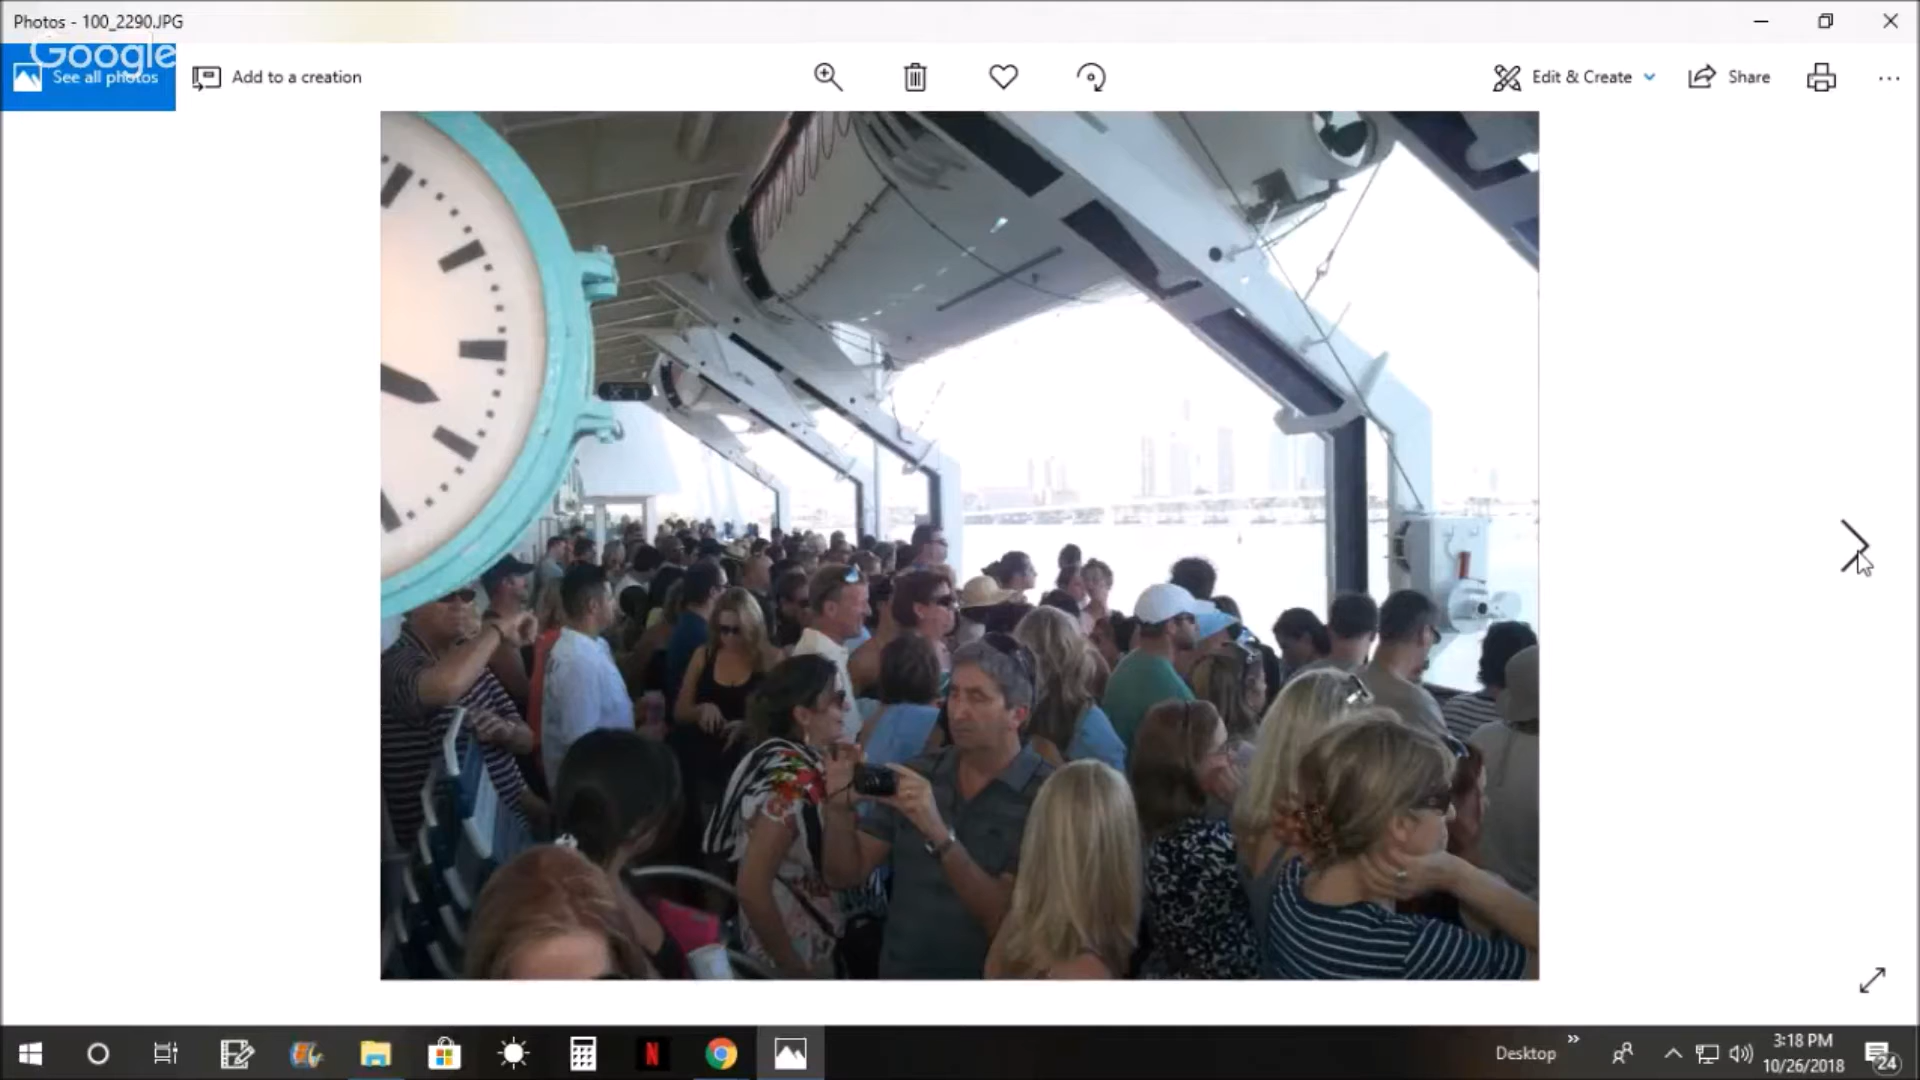 Photos - 100_2290.JPG
Google
See all photos
Add to a creation
Edit & Create
Share
Desktop
3:18 PM
10/26/2018
24